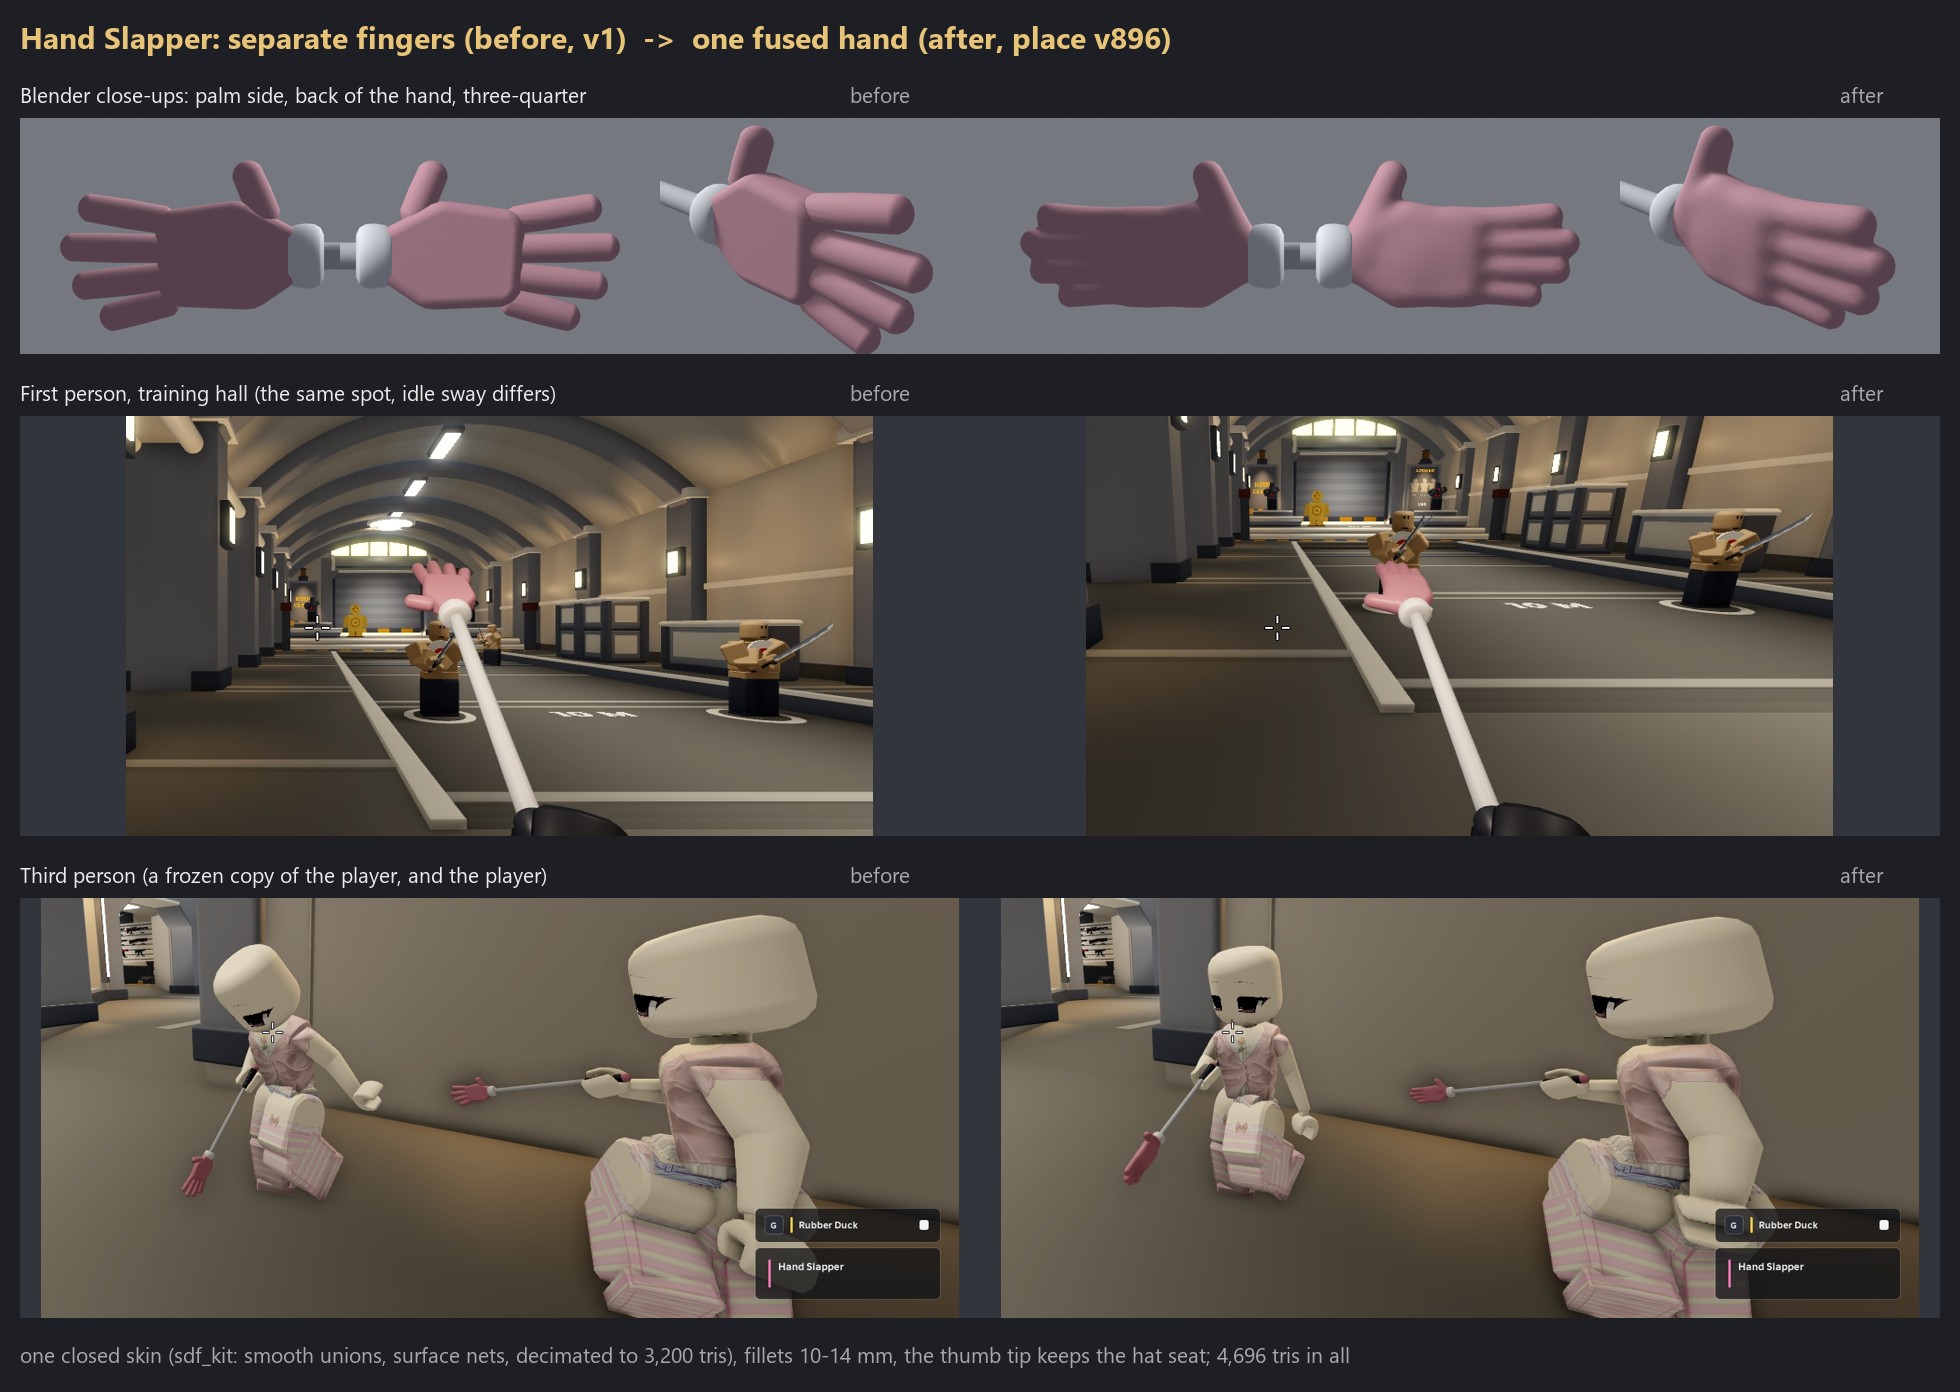 Hand Slapper: separate fingers (before, v1) -> one fused hand (after, place v896)
Blender close-ups: palm side, back of the hand, three-quarter
before
after
First person, training hall (the same spot, idle sway differs)
before
after
10 M
10 M
Third person (a frozen copy of the player, and the player)
before
after
G Rubber Duck
Hand Slapper
G Rubber Duck
Hand Slapper
one closed skin (sdf_kit: smooth unions, surface nets, decimated to 3,200 tris), fillets 10-14 mm, the thumb tip keeps the hat seat; 4,696 tris in all